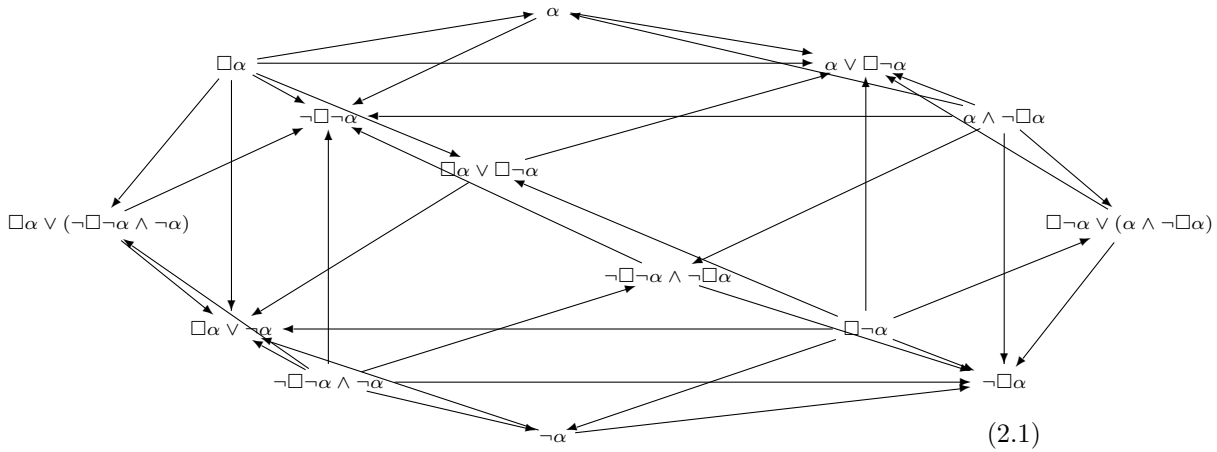 α
□α
α ∨ □¬α
¬□¬α
α ∧ ¬□α
□α ∨ □¬α
□α ∨ (¬□¬α ∧ ¬α)
□¬α ∨ (α ∧ ¬□α)
¬□¬α ∧ ¬□α
□α ∨ ¬α
□¬α
¬□¬α ∧ ¬α
¬□α
¬α
(2.1)